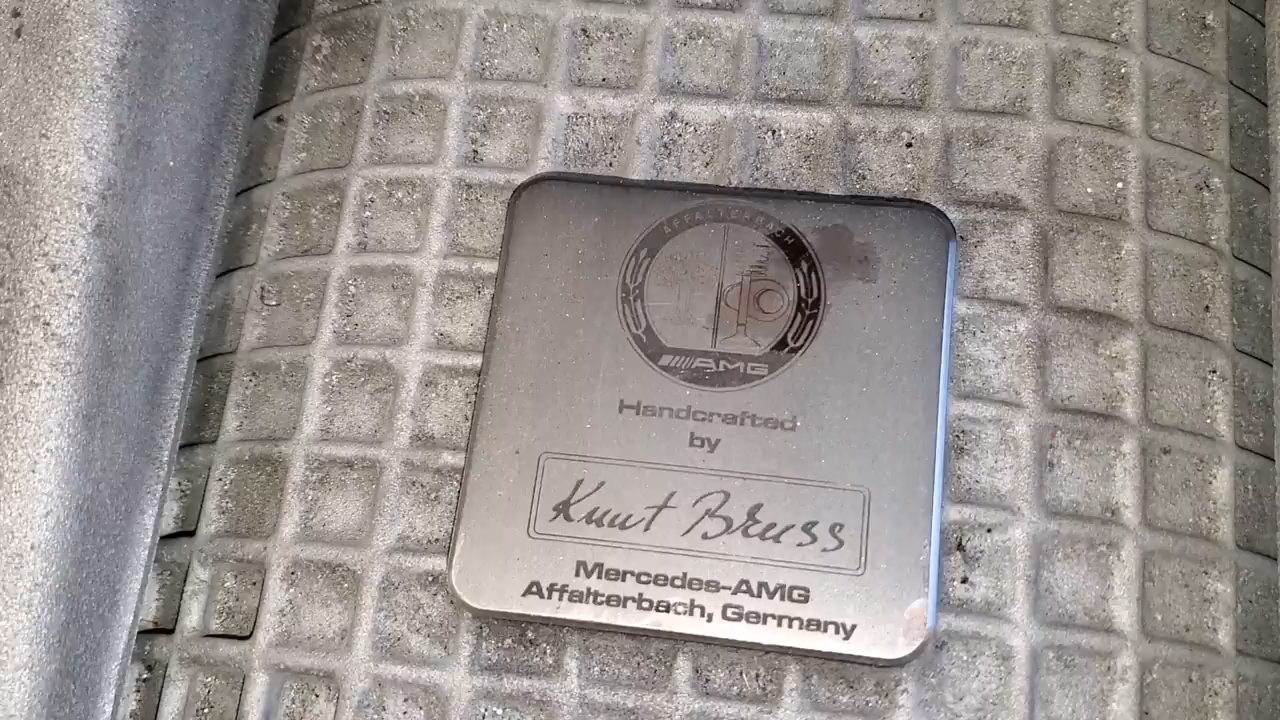 AFFALTERBACH
AMG
Handcrafted
by
Knut Bruss
Mercedes-AMG
Affalterbach, Germany